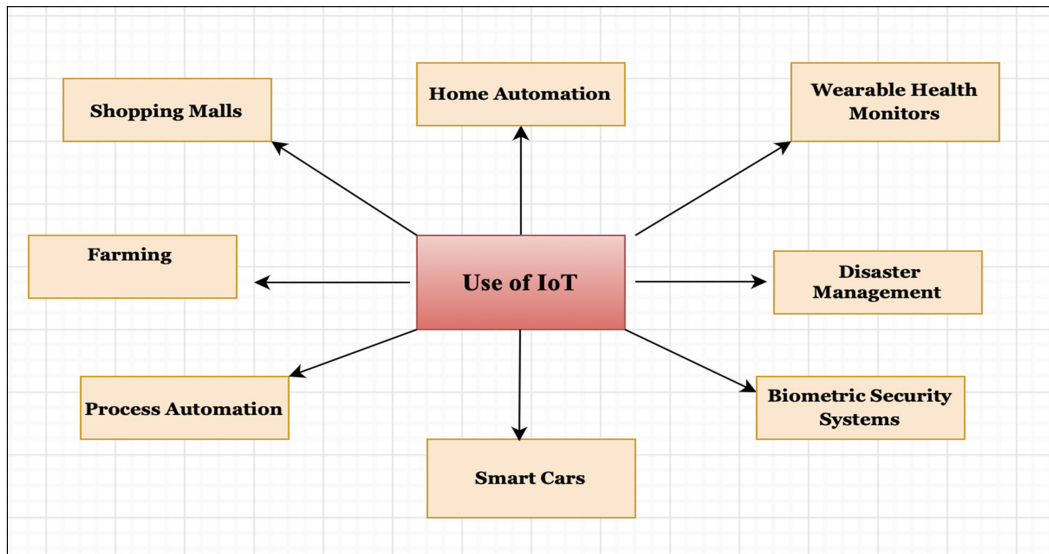 Home Automation
Wearable Health
Monitors
Shopping Malls
Farming
Use of IoT
Disaster
Management
Process Automation
Biometric Security
Systems
Smart Cars